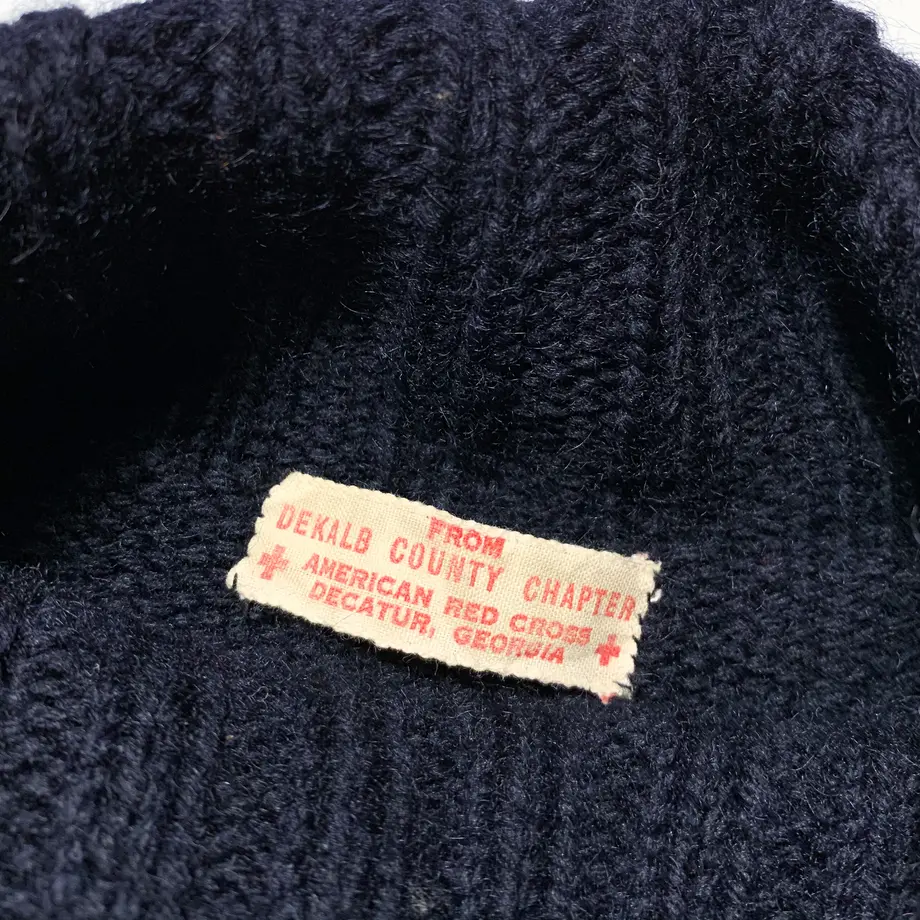 FROM
DEKALB COUNTY CHAPTER
AMERICAN RED CROSS
DECATUR, GEORGIA